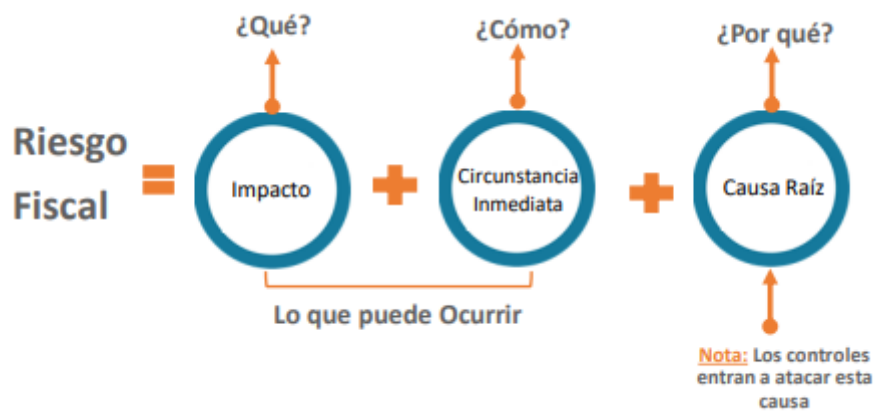 ¿Qué?
¿Cómo?
¿Por qué?
Riesgo
Fiscal
=
Impacto
+
Circunstancia
Inmediata
+
Causa Raíz
Lo que puede Ocurrir
Nota: Los controles
entran a atacar esta
causa